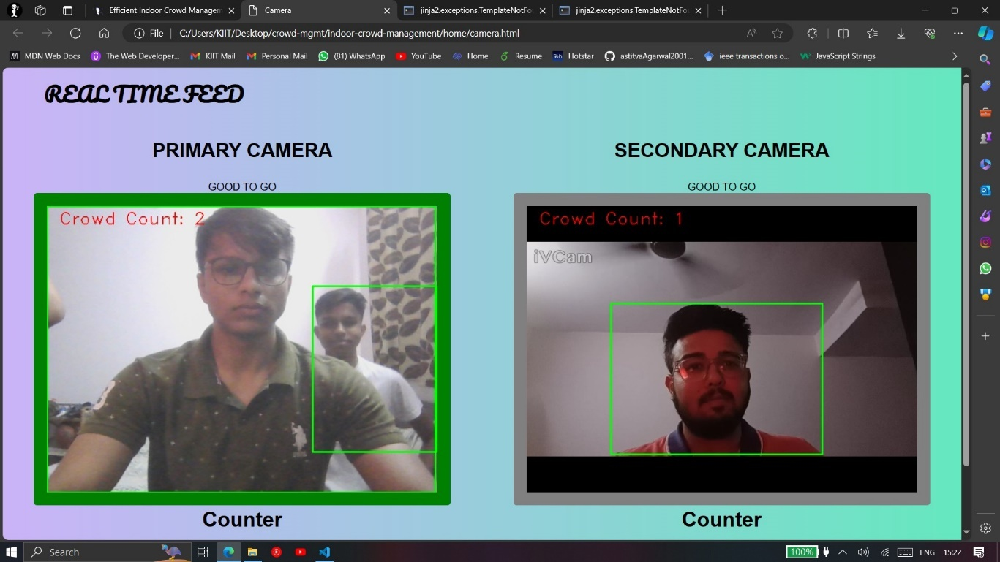 Efficient Indoor Crowd Managem
Camera
jinja2.exceptions.TemplateNotFou
jinja2.exceptions.TemplateNotFou
File
C:/Users/KIIT/Desktop/crowd-mgmt/indoor-crowd-management/home/camera.html
MDN Web Docs
The Web Developer...
KIIT Mail
Personal Mail
(81) WhatsApp
YouTube
Home
Resume
Hotstar
astitvaAgarwal2001...
ieee transactions o...
JavaScript Strings
REAL TIME FEED
PRIMARY CAMERA
SECONDARY CAMERA
GOOD TO GO
GOOD TO GO
Crowd Count: 2
Crowd Count: 1
iVCam
Counter
Counter
Search
100%
ENG
15:22